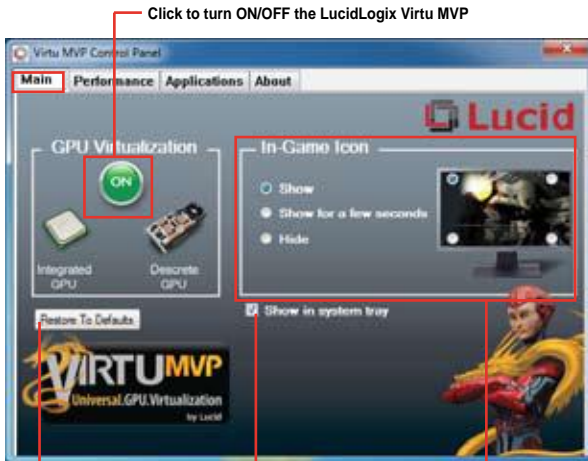 Click to turn ON/OFF the LucidLogix Virtu MVP
Virtu MVP Control Panel
Main Performance Applications About
Lucid
GPU Virtualization
In-Game Icon
ON
Show
Show for a few seconds
Hide
Integrated
GPU
Descrete
GPU
Restore To Defaults
Show in system tray
VIRTUMVP
Universal.GPU.Virtualization
by Lucid